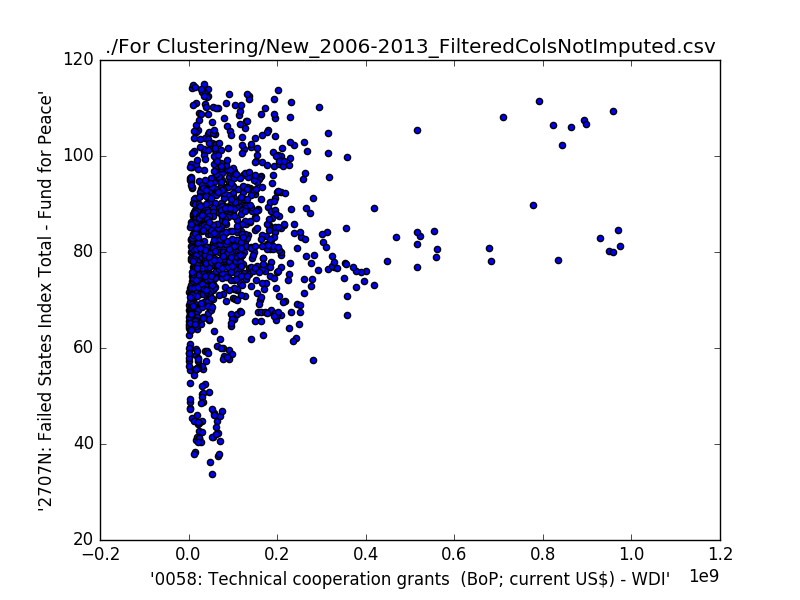 ./For Clustering/New_2006-2013_FilteredColsNotImputed.csv
120
100
80
60
40
20
'2707N: Failed States Index Total - Fund for Peace'
−0.2 0.0 0.2 0.4 0.6 0.8 1.0 1.2
1e9
'0058: Technical cooperation grants  (BoP; current US$) - WDI'